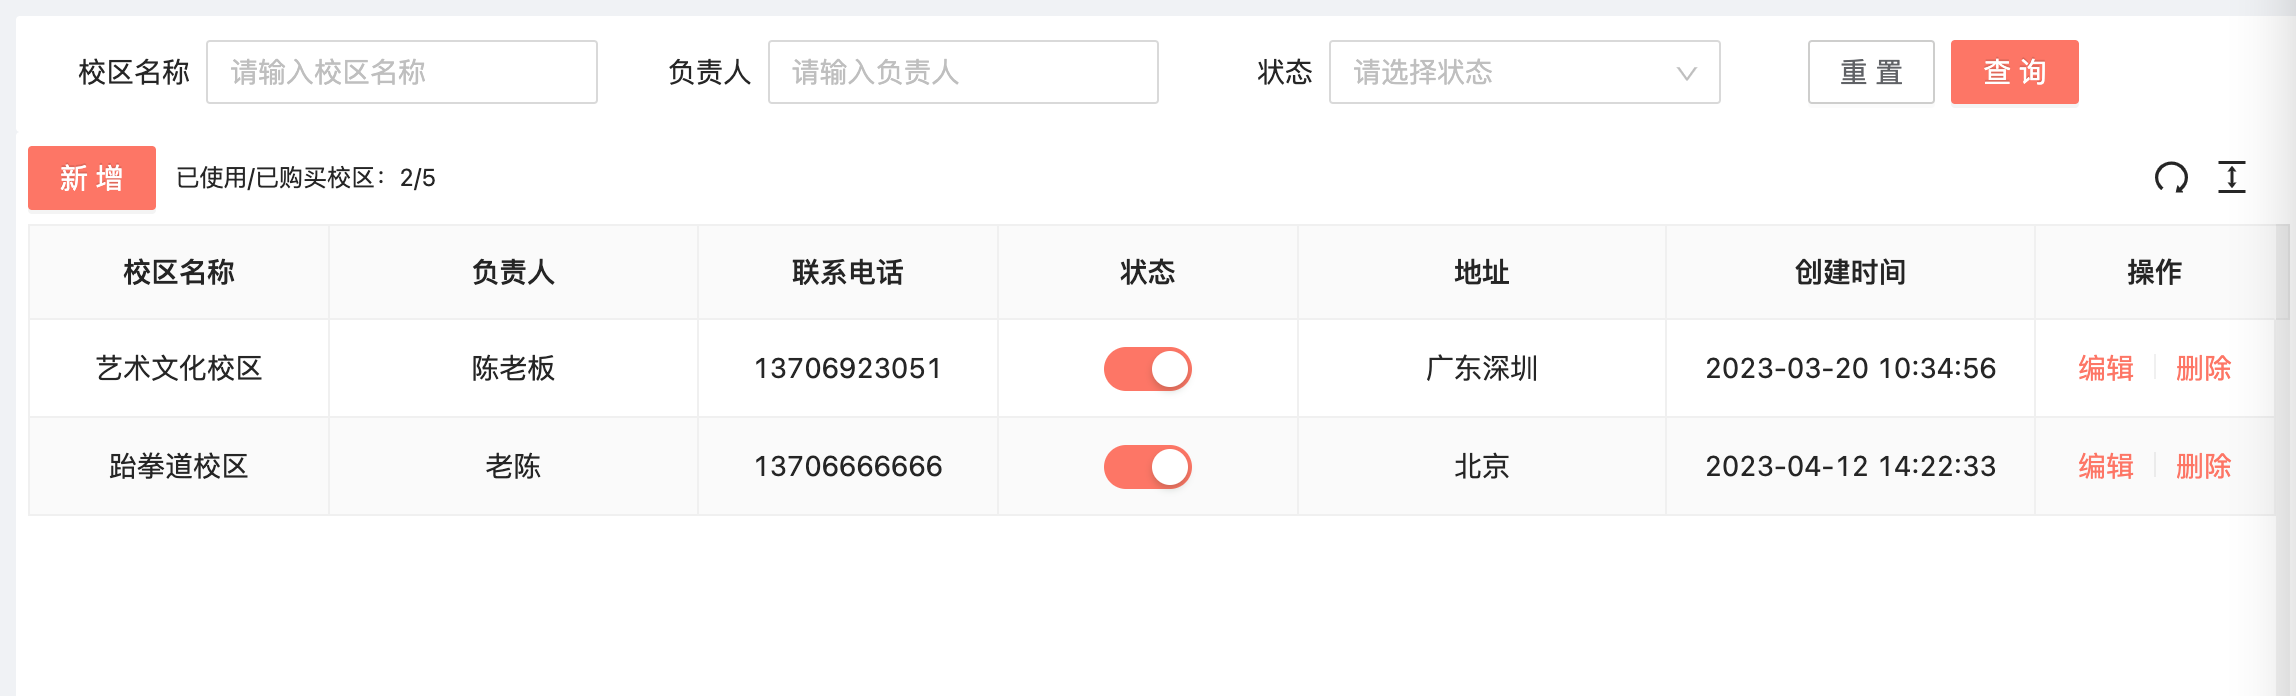 校区名称 请输入校区名称 负责人 请输入负责人 状态 请选择状态 重 置 查 询
新 增 已使用/已购买校区：2/5
校区名称 负责人 联系电话 状态 地址 创建时间 操作
艺术文化校区 陈老板 13706923051 广东深圳 2023-03-20 10:34:56 编辑 删除
跆拳道校区 老陈 13706666666 北京 2023-04-12 14:22:33 编辑 删除